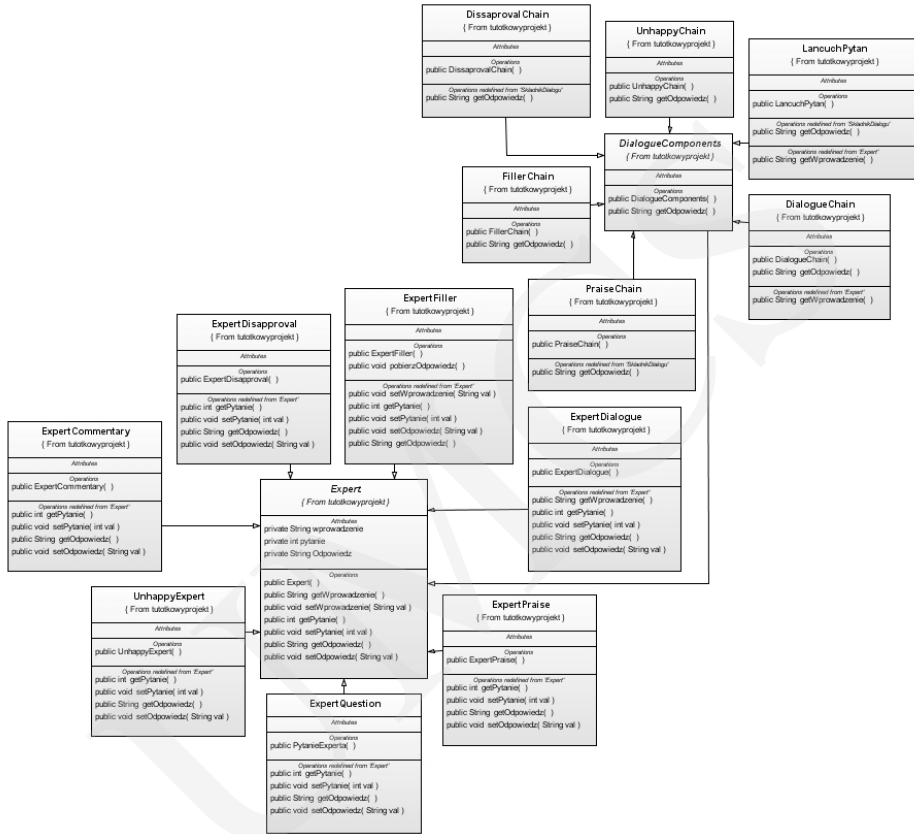 DissaprovalChain
{ From tutotkowyprojekt }
Attributes
Operations
public DissaprovalChain( )
Operations redefined from 'SkladnikDialogu'
public String getOdpowiedz( )
UnhappyChain
{ From tutotkowyprojekt }
Attributes
Operations
public UnhappyChain( )
public String getOdpowiedz( )
LancuchPytan
{ From tutotkowyprojekt }
Attributes
Operations
public LancuchPytan( )
Operations redefined from 'SkladnikDialogu'
public String getOdpowiedz( )
Operations redefined from 'Expert'
public String getWprowadzenie( )
DialogueComponents
{ From tutotkowyprojekt }
Attributes
Operations
public DialogueComponents( )
public String getOdpowiedz( )
FillerChain
{ From tutotkowyprojekt }
Attributes
Operations
public FillerChain( )
public String getOdpowiedz( )
DialogueChain
{ From tutotkowyprojekt }
Attributes
Operations
public DialogueChain( )
public String getOdpowiedz( )
Operations redefined from 'Expert'
public String getWprowadzenie( )
PraiseChain
{ From tutotkowyprojekt }
Attributes
Operations
public PraiseChain( )
Operations redefined from 'SkladnikDialogu'
public String getOdpowiedz( )
ExpertFiller
{ From tutotkowyprojekt }
Attributes
Operations
public ExpertFiller( )
public void pobierzOdpowiedz( )
Operations redefined from 'Expert'
public void setWprowadzenie( String val )
public int getPytanie( )
public void setPytanie( int val )
public void setOdpowiedz( String val )
public String getOdpowiedz( )
ExpertDisapproval
{ From tutotkowyprojekt }
Attributes
Operations
public ExpertDisapproval( )
Operations redefined from 'Expert'
public int getPytanie( )
public void setPytanie( int val )
public String getOdpowiedz( )
public void setOdpowiedz( String val )
ExpertCommentary
{ From tutotkowyprojekt }
Attributes
Operations
public ExpertCommentary( )
Operations redefined from 'Expert'
public int getPytanie( )
public void setPytanie( int val )
public String getOdpowiedz( )
public void setOdpowiedz( String val )
ExpertDialogue
{ From tutotkowyprojekt }
Attributes
Operations
public ExpertDialogue( )
Operations redefined from 'Expert'
public String getWprowadzenie( )
public int getPytanie( )
public void setPytanie( int val )
public String getOdpowiedz( )
public void setOdpowiedz( String val )
Expert
{ From tutotkowyprojekt }
Attributes
private String wprowadzenie
private int pytanie
private String Odpowiedz
Operations
public Expert( )
public String getWprowadzenie( )
public void setWprowadzenie( String val )
public int getPytanie( )
public void setPytanie( int val )
public String getOdpowiedz( )
public void setOdpowiedz( String val )
UnhappyExpert
{ From tutotkowyprojekt }
Attributes
Operations
public UnhappyExpert( )
Operations redefined from 'Expert'
public int getPytanie( )
public void setPytanie( int val )
public String getOdpowiedz( )
public void setOdpowiedz( String val )
ExpertPraise
{ From tutotkowyprojekt }
Attributes
Operations
public ExpertPraise( )
Operations redefined from 'Expert'
public int getPytanie( )
public void setPytanie( int val )
public String getOdpowiedz( )
public void setOdpowiedz( String val )
ExpertQuestion
{ From tutotkowyprojekt }
Attributes
Operations
public PytanieExperta( )
Operations redefined from 'Expert'
public int getPytanie( )
public void setPytanie( int val )
public String getOdpowiedz( )
public void setOdpowiedz( String val )
UMCS